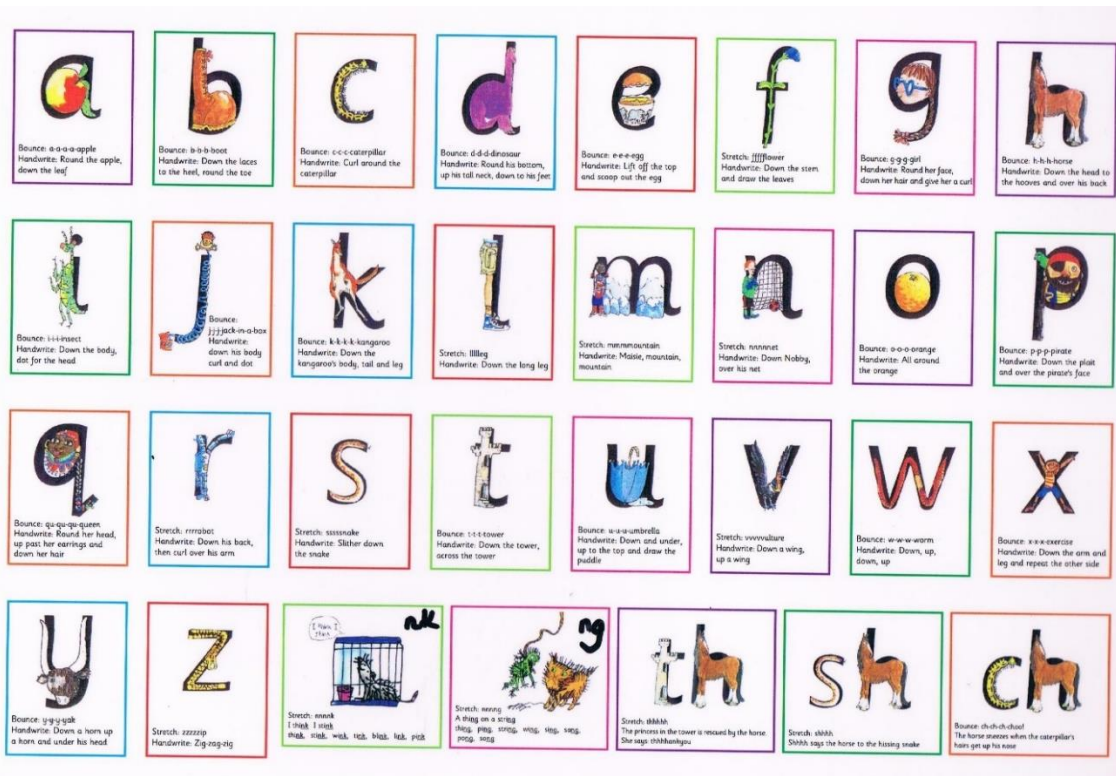 a
Bounce: a-a-a-a-apple
Handwrite: Round the apple,
down the leaf
b
Bounce: b-b-b-boot
Handwrite: Down the laces
to the heel, round the toe
c
Bounce: c-c-c-caterpillar
Handwrite: Curl around the
caterpillar
d
Bounce: d-d-d-dinosaur
Handwrite: Round his bottom,
up his tall neck, down to his feet
e
Bounce: e-e-e-egg
Handwrite: Lift off the top
and scoop out the egg
f
Stretch: ffffflower
Handwrite: Down the stem
and draw the leaves
g
Bounce: g-g-g-girl
Handwrite: Round her face,
down her hair and give her a curl
h
Bounce: h-h-h-horse
Handwrite: Down the head to
the hooves and over his back
i
Bounce: i-i-i-insect
Handwrite: Down the body,
dot for the head
j
Bounce:
j-j-j-jack-in-a-box
Handwrite:
down his body
curl and dot
k
Bounce: k-k-k-k-kangaroo
Handwrite: Down the
kangaroo's body, tail and leg
l
Stretch: llllleg
Handwrite: Down the long leg
m
Stretch: mmmmountain
Handwrite: Maisie, mountain,
mountain
n
Stretch: nnnnnet
Handwrite: Down Nobby,
over his net
o
Bounce: o-o-o-orange
Handwrite: All around
the orange
p
Bounce: p-p-p-pirate
Handwrite: Down the plait
and over the pirate's face
q
Bounce: qu-qu-qu-queen
Handwrite: Round her head,
up past her earrings and
down her hair
r
Stretch: rrrrobot
Handwrite: Down his back,
then curl over his arm
s
Stretch: sssssnake
Handwrite: Slither down
the snake
t
Bounce: t-t-t-tower
Handwrite: Down the tower,
across the tower
u
Bounce: u-u-u-umbrella
Handwrite: Down and under,
up to the top and draw the
puddle
v
Stretch: vvvvvulture
Handwrite: Down a wing,
up a wing
w
Bounce: w-w-w-worm
Handwrite: Down, up,
down, up
x
Bounce: x-x-x-exercise
Handwrite: Down the arm and
leg and repeat the other side
y
Bounce: y-y-y-yak
Handwrite: Down a horn up
a horn and under his head
z
Stretch: zzzzzip
Handwrite: Zig-zag-zig
nk
I think I
stink
Stretch: nnnnk
I think I stink
think, stink, wink, sink, blink, link, pink
ng
Stretch: nnnng
A thing on a string
thing, ping, string, wing, sing, sang,
pong, song
th
Stretch: thhhhh
The princess in the tower is rescued by the horse.
She says: thhhhankyou
sh
Stretch: shhhh
Shhhh says the horse to the hissing snake
ch
Bounce: ch-ch-ch-choo!
The horse sneezes when the caterpillar's
hairs get up his nose